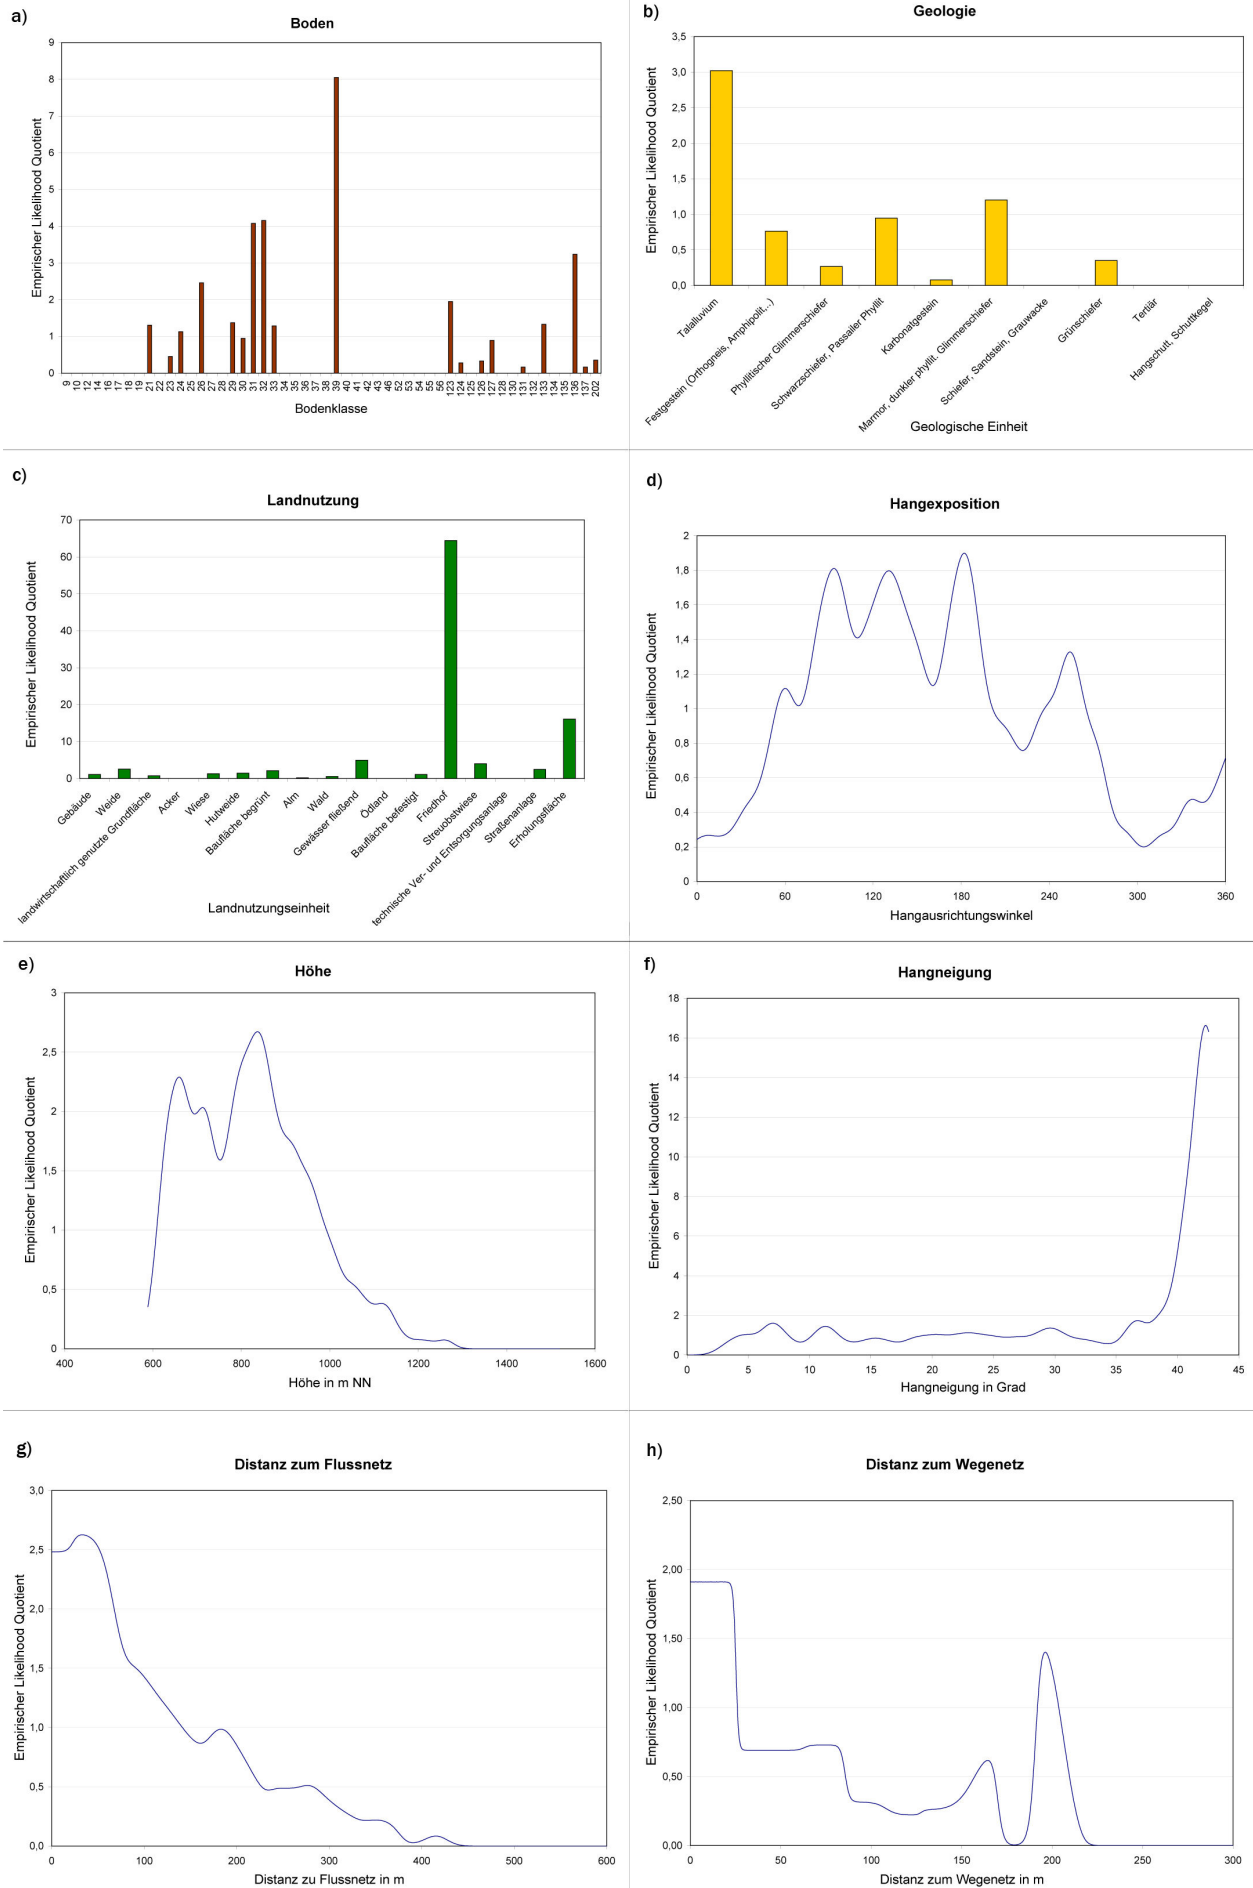 a)
Boden
Empirischer Likelihood Quotient
9
8
7
6
5
4
3
2
1
0
9 10 12 14 16 17 18 19 21 23 24 25 26 27 28 29 30 31 32 33 34 35 36 37 38 39 40 41 42 43 46 52 53 54 55 56 123 124 125 126 127 128 130 131 132 133 134 135 136 137 202
Bodenklasse
b)
Geologie
Empirischer Likelihood Quotient
3,5
3,0
2,5
2,0
1,5
1,0
0,5
0,0
Talalluvium
Festgestein (Orthogneis, Amphipolit...)
Phyllitischer Glimmerschiefer
Schwarzschiefer, Passailer Phyllit
Karbonatgestein
Marmor, dunkler phyllit. Glimmerschiefer
Schiefer, Sandstein, Grauwacke
Grünschiefer
Tertiär
Hangschutt, Schuttkegel
Geologische Einheit
c)
Landnutzung
Empirischer Likelihood Quotient
70
60
50
40
30
20
10
0
Gebäude
Weide
landwirtschaftlich genutzte Grundfläche
Acker
Wiese
Hutweide
Baufläche begrünt
Alm
Wald
Gewässer fließend
Ödland
Baufläche befestigt
Friedhof
Streuobstwiese
technische Ver- und Entsorgungsanlage
Straßenanlage
Erholungsfläche
Landnutzungseinheit
d)
Hangexposition
Empirischer Likelihood Quotient
2
1,8
1,6
1,4
1,2
1
0,8
0,6
0,4
0,2
0
0 60 120 180 240 300 360
Hangausrichtungswinkel
e)
Höhe
Empirischer Likelihood Quotient
3
2,5
2
1,5
1
0,5
0
400 600 800 1000 1200 1400 1600
Höhe in m NN
f)
Hangneigung
Empirischer Likelihood Quotient
18
16
14
12
10
8
6
4
2
0
0 5 10 15 20 25 30 35 40 45
Hangneigung in Grad
g)
Distanz zum Flussnetz
Empirischer Likelihood Quotient
3,0
2,5
2,0
1,5
1,0
0,5
0,0
0 100 200 300 400 500 600
Distanz zu Flussnetz in m
h)
Distanz zum Wegenetz
Empirischer Likelihood Quotient
2,50
2,00
1,50
1,00
0,50
0,00
0 50 100 150 200 250 300
Distanz zum Wegenetz in m